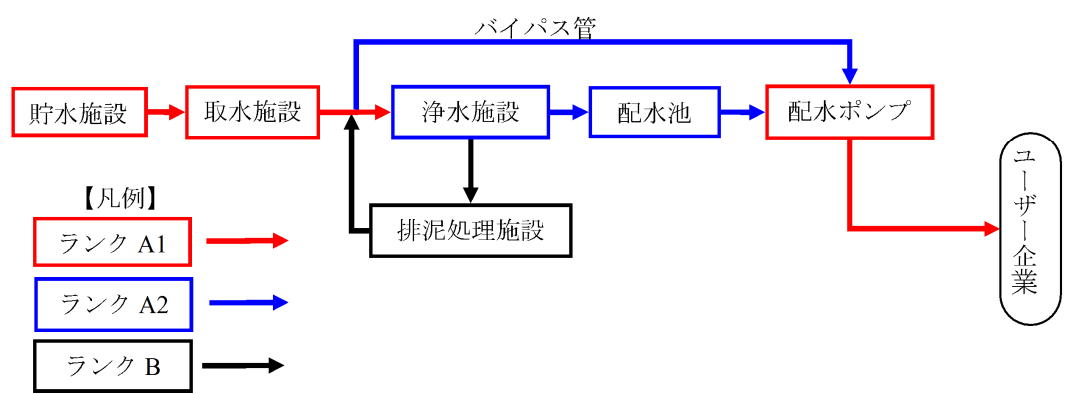 バイパス管
貯水施設
取水施設
浄水施設
配水池
配水ポンプ
ユーザー企業
排泥処理施設
【凡例】
ランク A1
ランク A2
ランク B